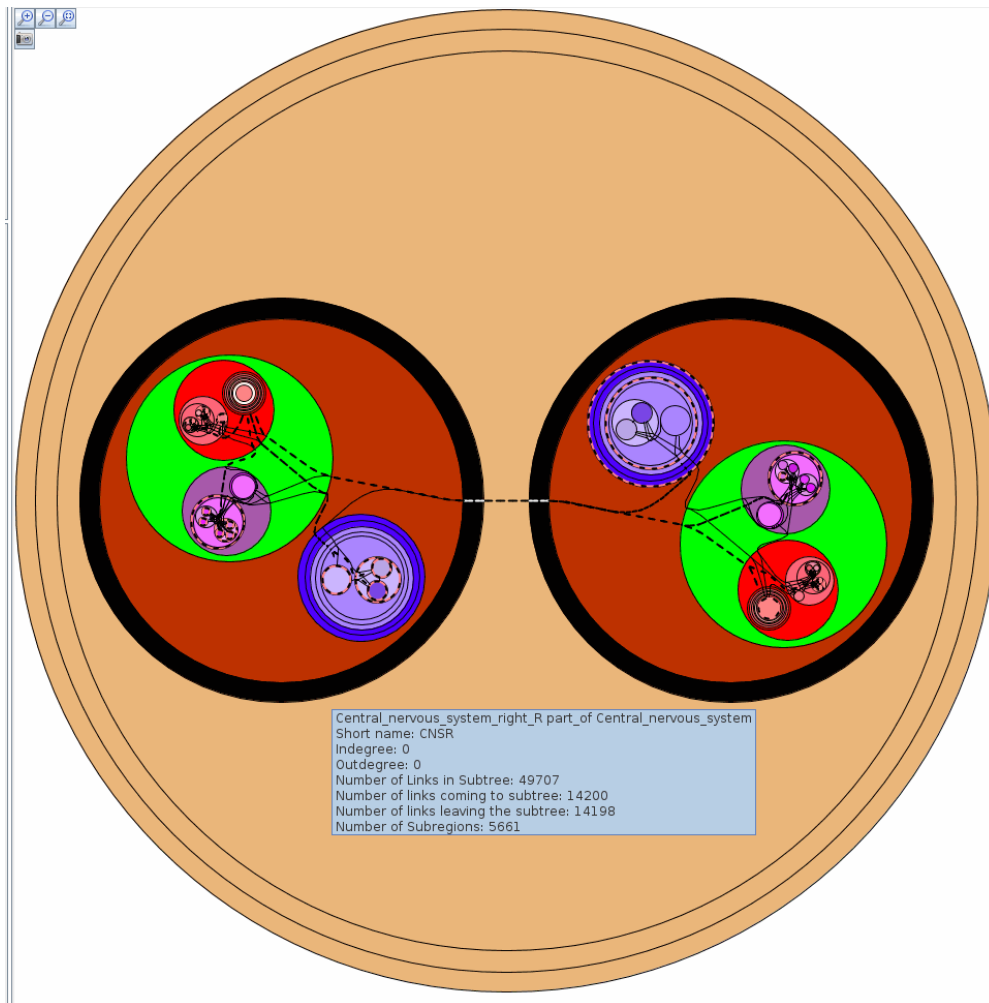 Central_nervous_system_right_R part_of Central_nervous_system
Short name: CNSR
Indegree: 0
Outdegree: 0
Number of Links in Subtree: 49707
Number of links coming to subtree: 14200
Number of links leaving the subtree: 14198
Number of Subregions: 5661